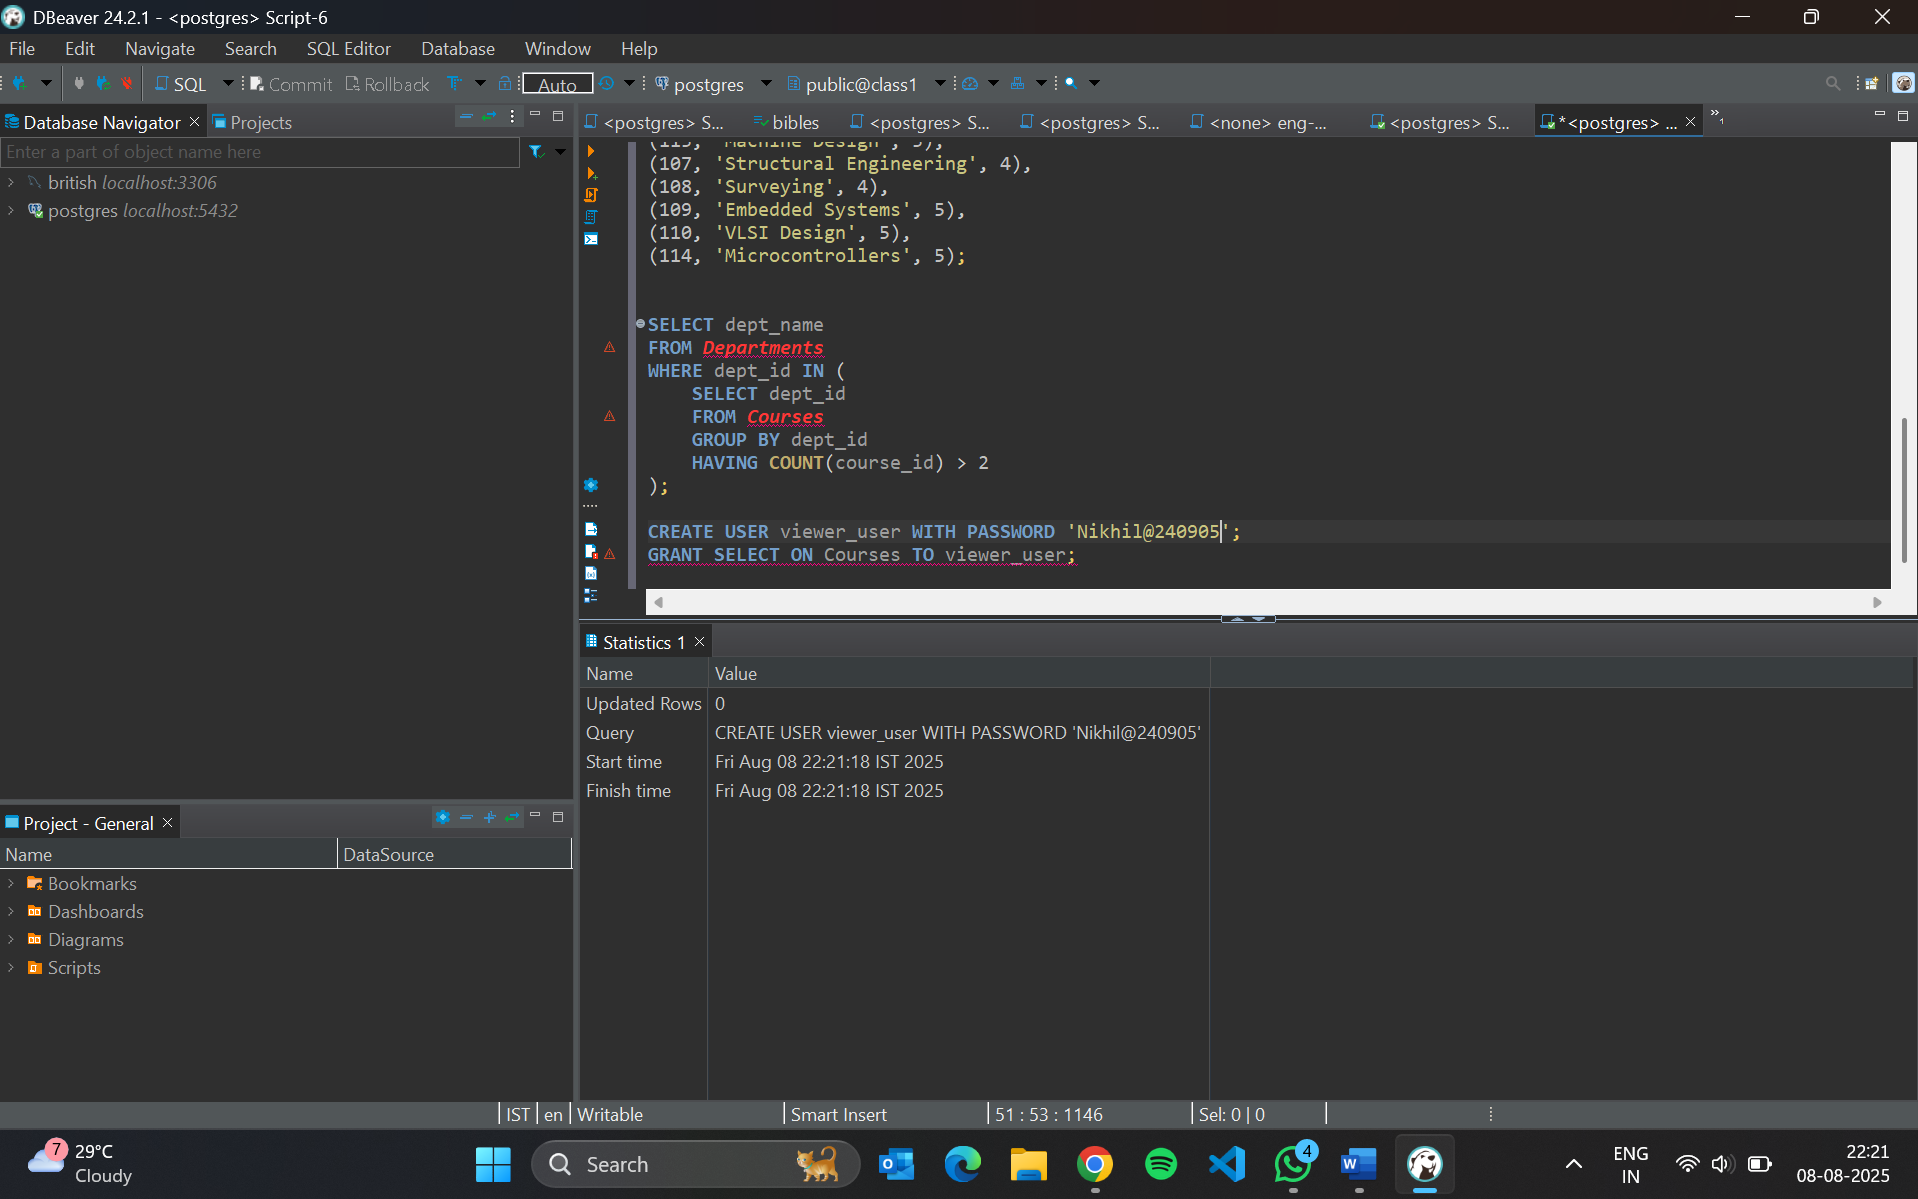 DBeaver 24.2.1 - <postgres> Script-6
File Edit Navigate Search SQL Editor Database Window Help
SQL Commit Rollback Auto postgres public@class1
Database Navigator Projects
<postgres> S... bibles <postgres> S... <postgres> S... <none> eng-... <postgres> S... *<postgres> ... »1
Enter a part of object name here
british localhost:3306
postgres localhost:5432
(113, 'Machine Design', 3),
(107, 'Structural Engineering', 4),
(108, 'Surveying', 4),
(109, 'Embedded Systems', 5),
(110, 'VLSI Design', 5),
(114, 'Microcontrollers', 5);
SELECT dept_name
FROM Departments
WHERE dept_id IN (
SELECT dept_id
FROM Courses
GROUP BY dept_id
HAVING COUNT(course_id) > 2
);
CREATE USER viewer_user WITH PASSWORD 'Nikhil@240905';
GRANT SELECT ON Courses TO viewer_user;
Statistics 1
Name Value
Updated Rows 0
Query CREATE USER viewer_user WITH PASSWORD 'Nikhil@240905'
Start time Fri Aug 08 22:21:18 IST 2025
Finish time Fri Aug 08 22:21:18 IST 2025
Project - General
Name DataSource
Bookmarks
Dashboards
Diagrams
Scripts
IST en Writable Smart Insert 51 : 53 : 1146 Sel: 0 | 0
7
29°C
Cloudy
Search
4
ENG
IN
22:21
08-08-2025